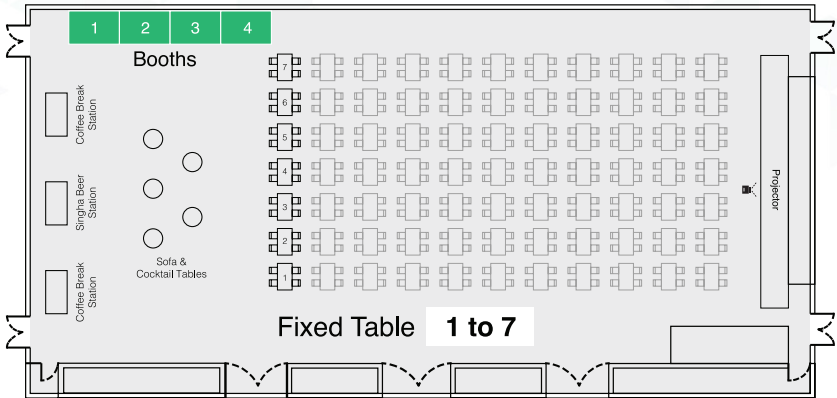 1 2 3 4
Booths
7
6
5
4
3
2
1
Coffee Break
Station
Singha Beer
Station
Coffee Break
Station
Sofa &
Cocktail Tables
Projector
Fixed Table 1 to 7